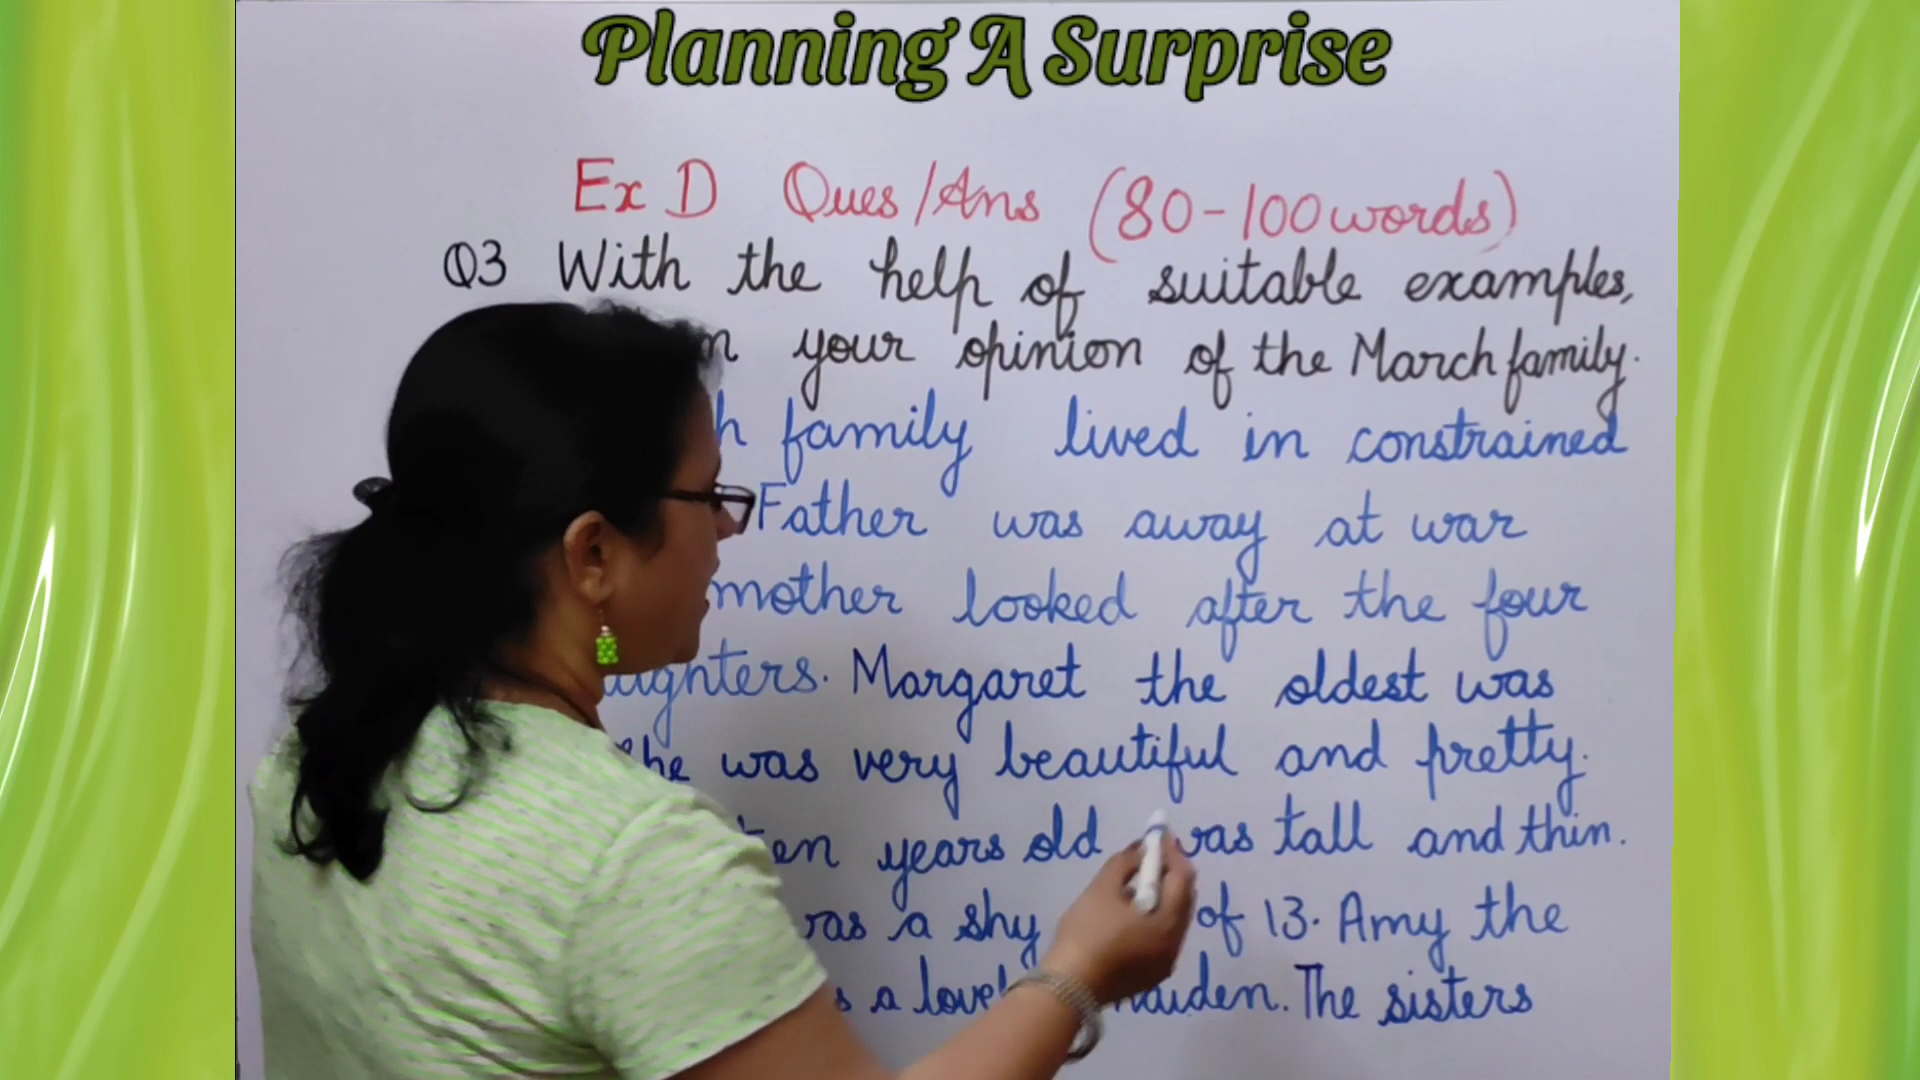 Planning A Surprise
Ex D Ques/Ans (80-100 words)
Q3 With the help of suitable examples,
your opinion of the March family.
family lived in constrained
Father was away at war
mother looked after the four
Margaret the oldest was
was very beautiful and pretty.
years old was tall and thin.
was a shy of 13. Amy the
a The sisters